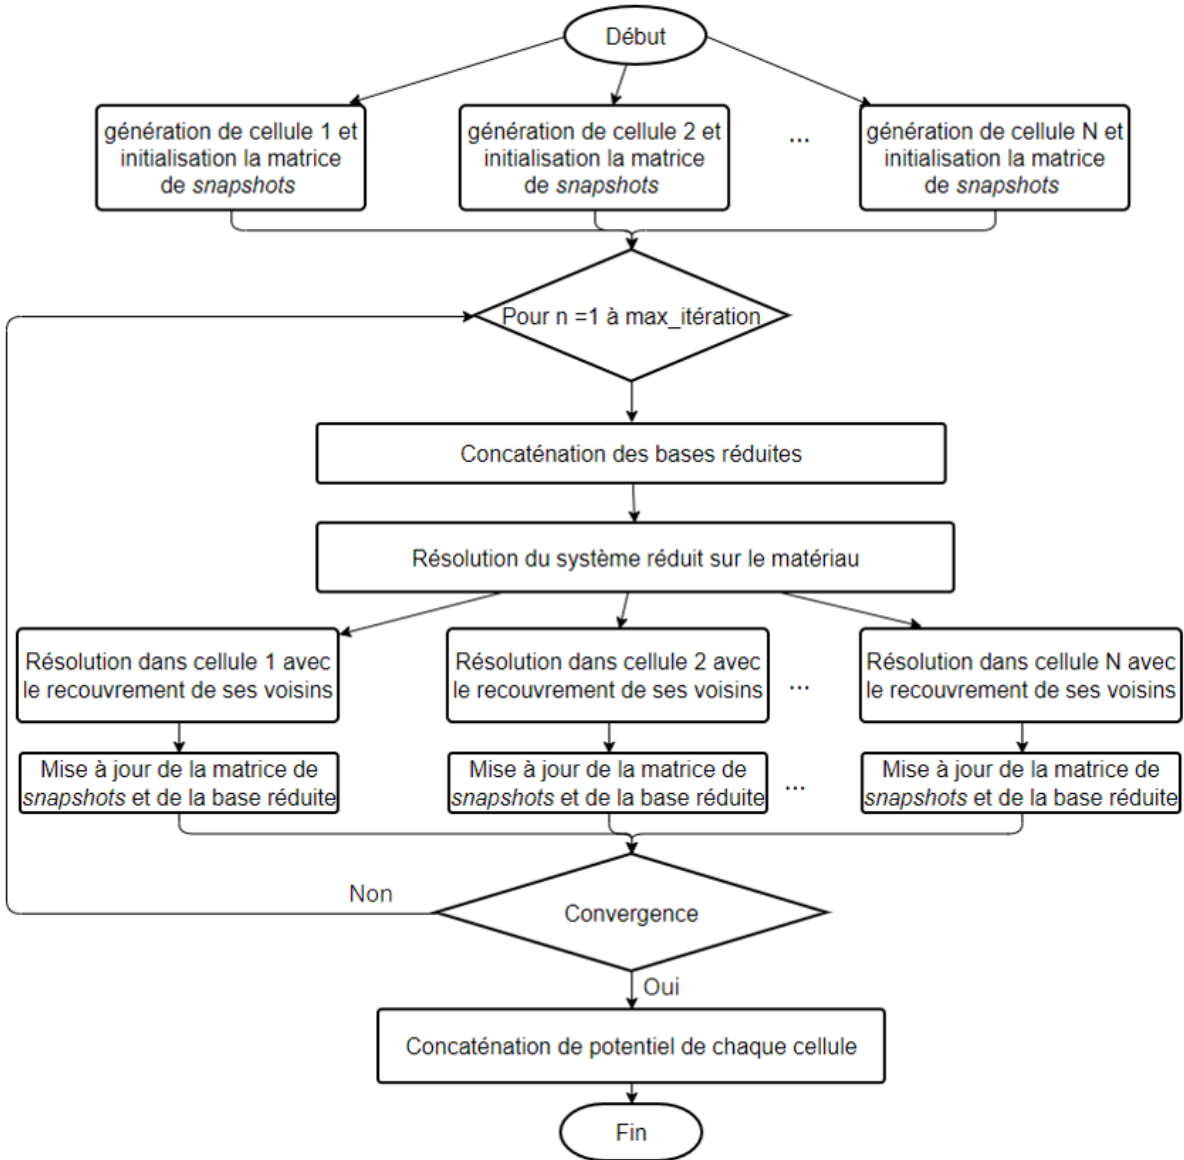 Début
génération de cellule 1 et
initialisation la matrice
de snapshots
génération de cellule 2 et
initialisation la matrice
de snapshots
...
génération de cellule N et
initialisation la matrice
de snapshots
Pour n =1 à max_itération
Concaténation des bases réduites
Résolution du système réduit sur le matériau
Résolution dans cellule 1 avec
le recouvrement de ses voisins
Résolution dans cellule 2 avec
le recouvrement de ses voisins
...
Résolution dans cellule N avec
le recouvrement de ses voisins
Mise à jour de la matrice de
snapshots et de la base réduite
Mise à jour de la matrice de
snapshots et de la base réduite
...
Mise à jour de la matrice de
snapshots et de la base réduite
Non
Convergence
Oui
Concaténation de potentiel de chaque cellule
Fin